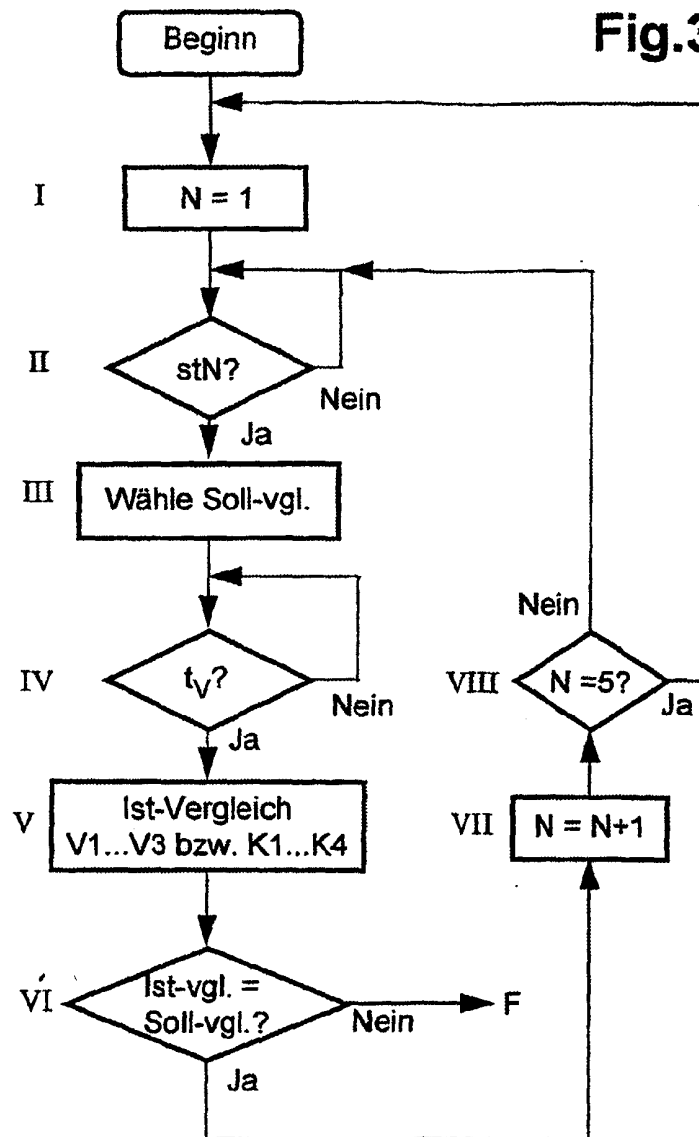 Beginn
Fig.3
I
N = 1
II
stN?
Nein
Ja
III
Wähle Soll-vgl.
IV
tV?
Nein
Ja
V
Ist-Vergleich
V1...V3 bzw. K1...K4
VI
Ist-vgl. =
Soll-vgl.?
Nein
F
Ja
VII
N = N+1
VIII
N =5?
Nein
Ja